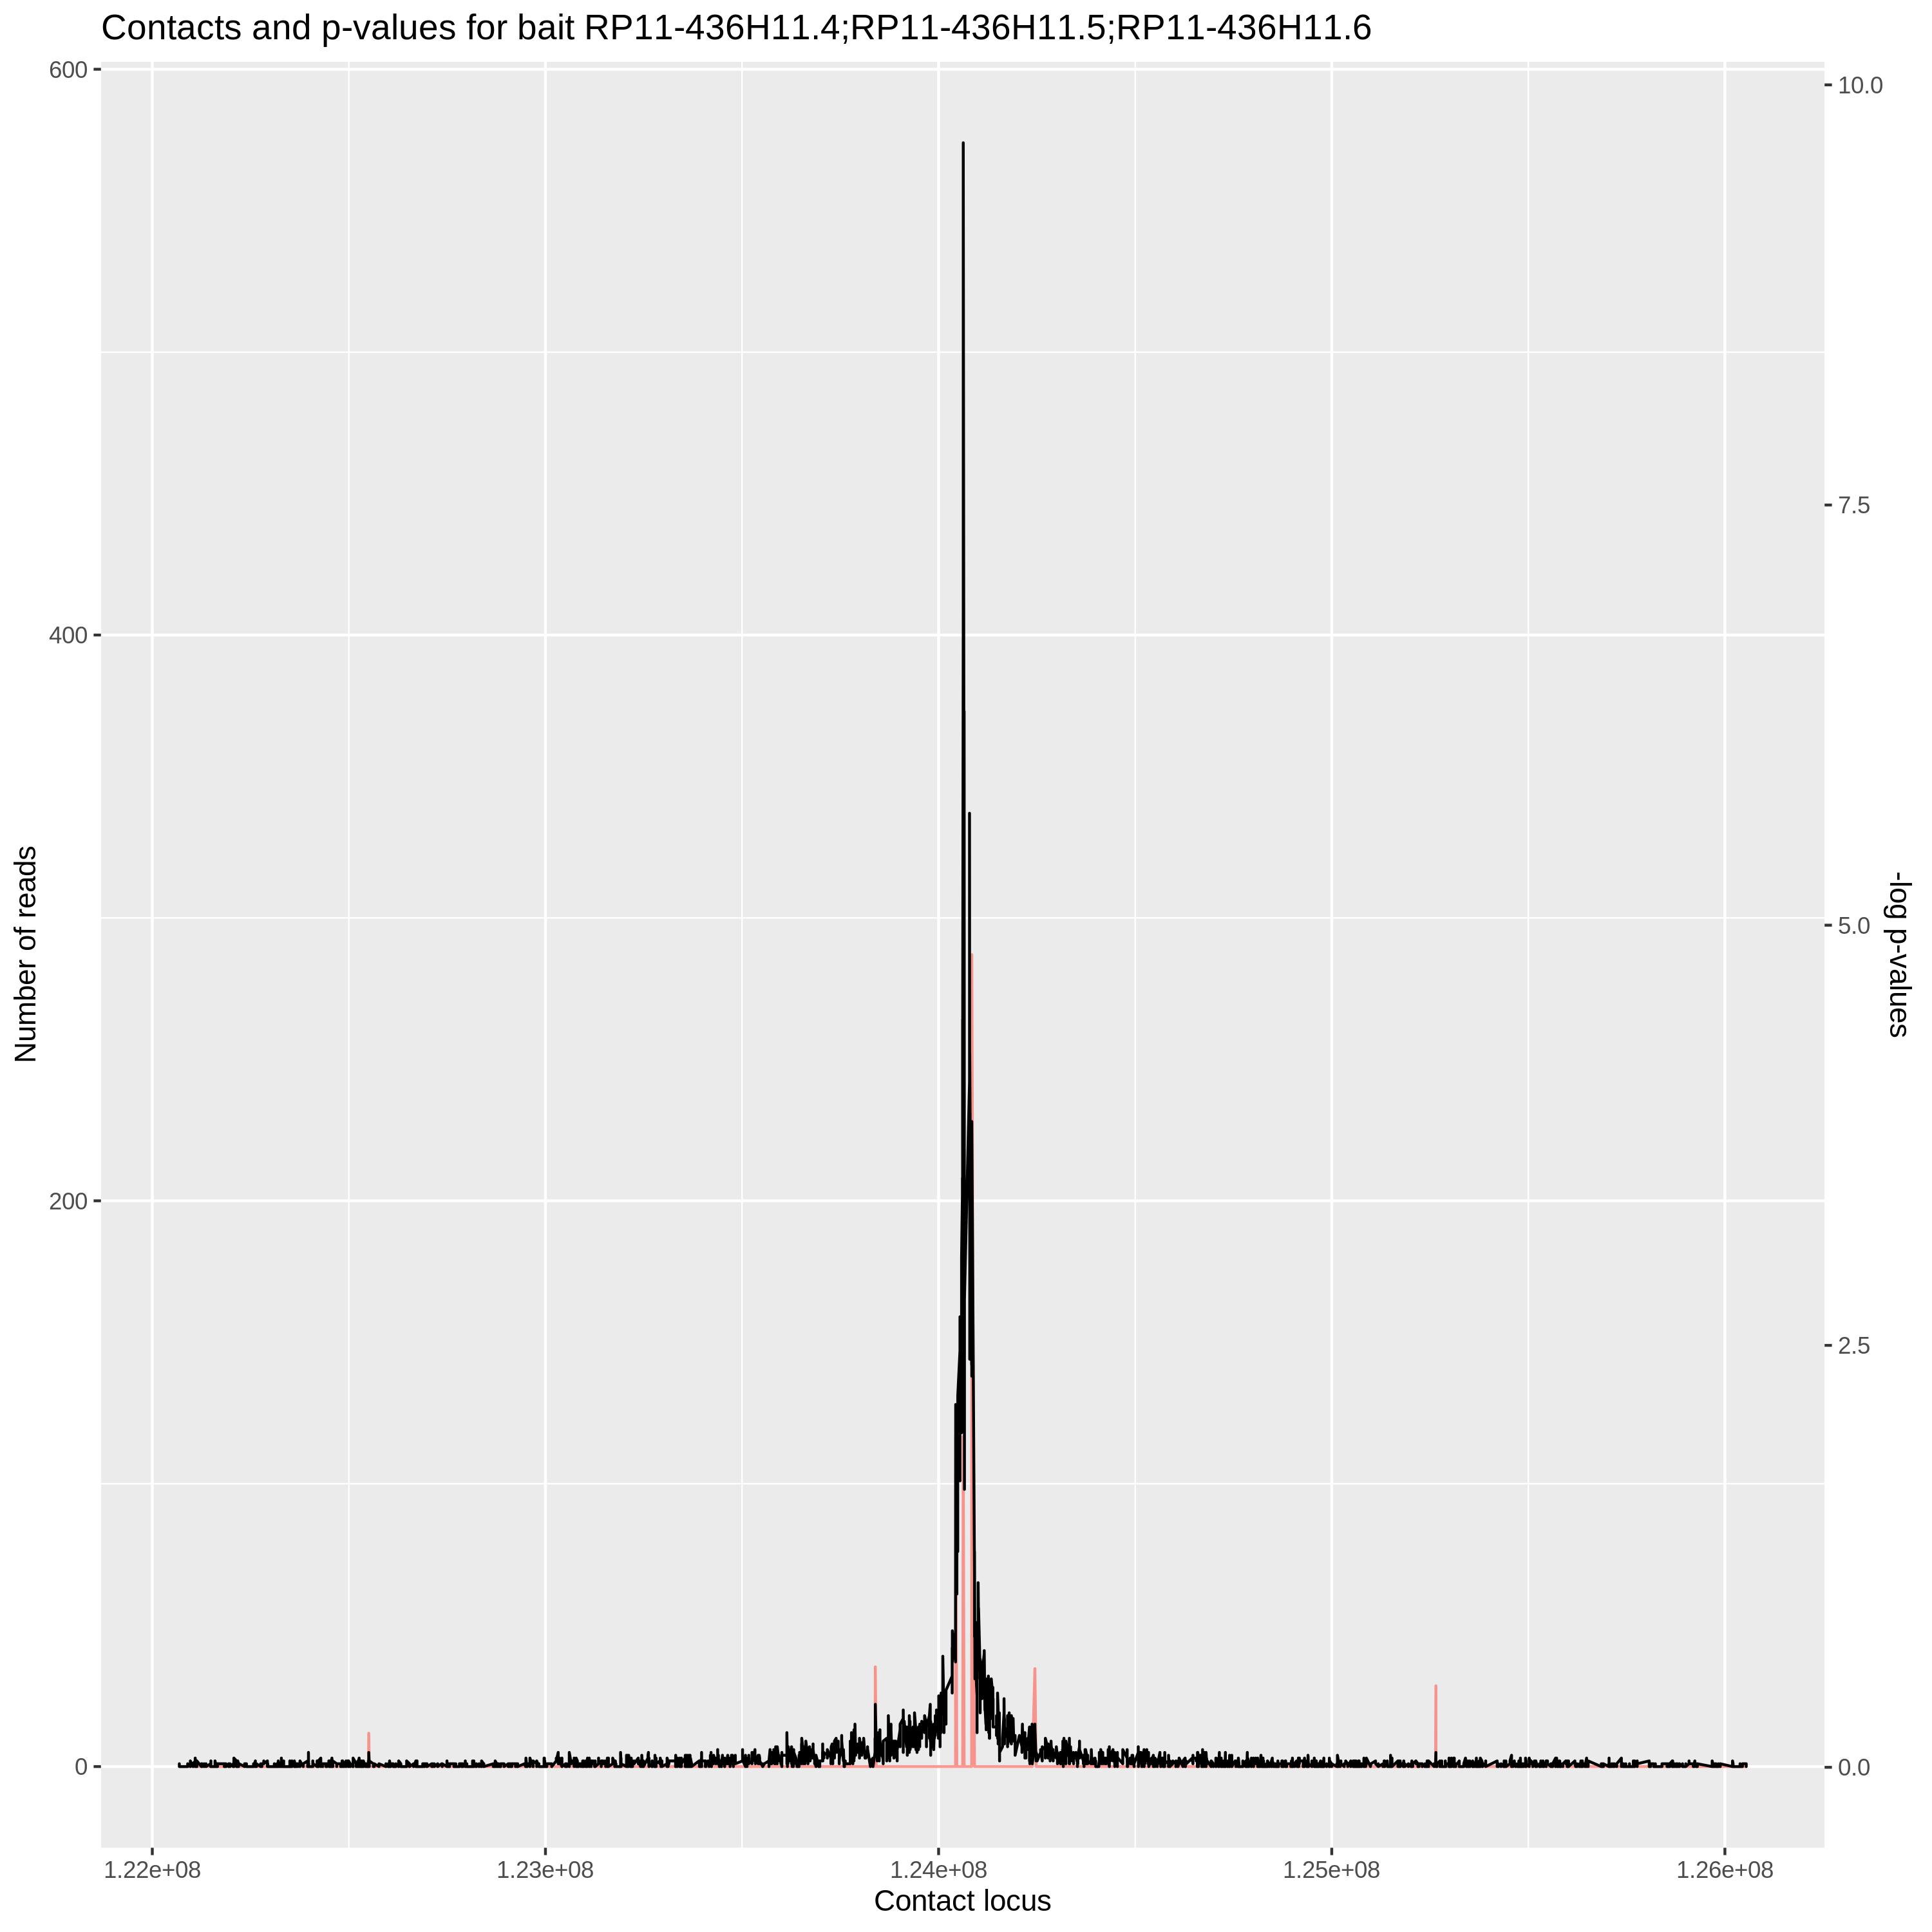 Contacts and p-values for bait RP11-436H11.4;RP11-436H11.5;RP11-436H11.6
600
400
200
0
Number of reads
10.0
7.5
5.0
2.5
0.0
-log p-values
1.22e+08 1.23e+08 1.24e+08 1.25e+08 1.26e+08
Contact locus